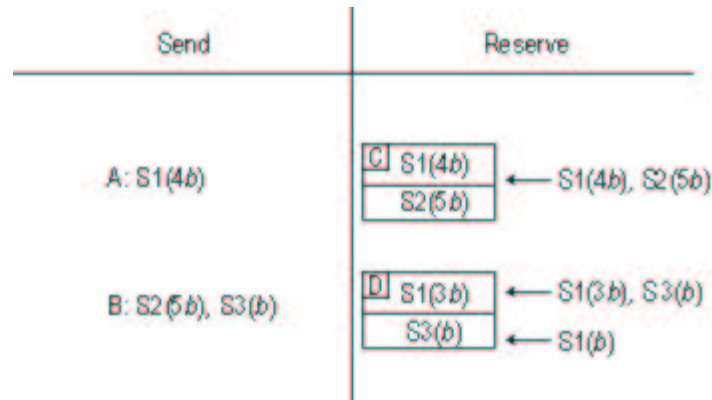 Send Reserve
A: S1(4b)
C S1(4b)
S2(5b)
S1(4b), S2(5b)
B: S2(5b), S3(b)
D S1(3b)
S3(b)
S1(3b), S3(b)
S1(b)